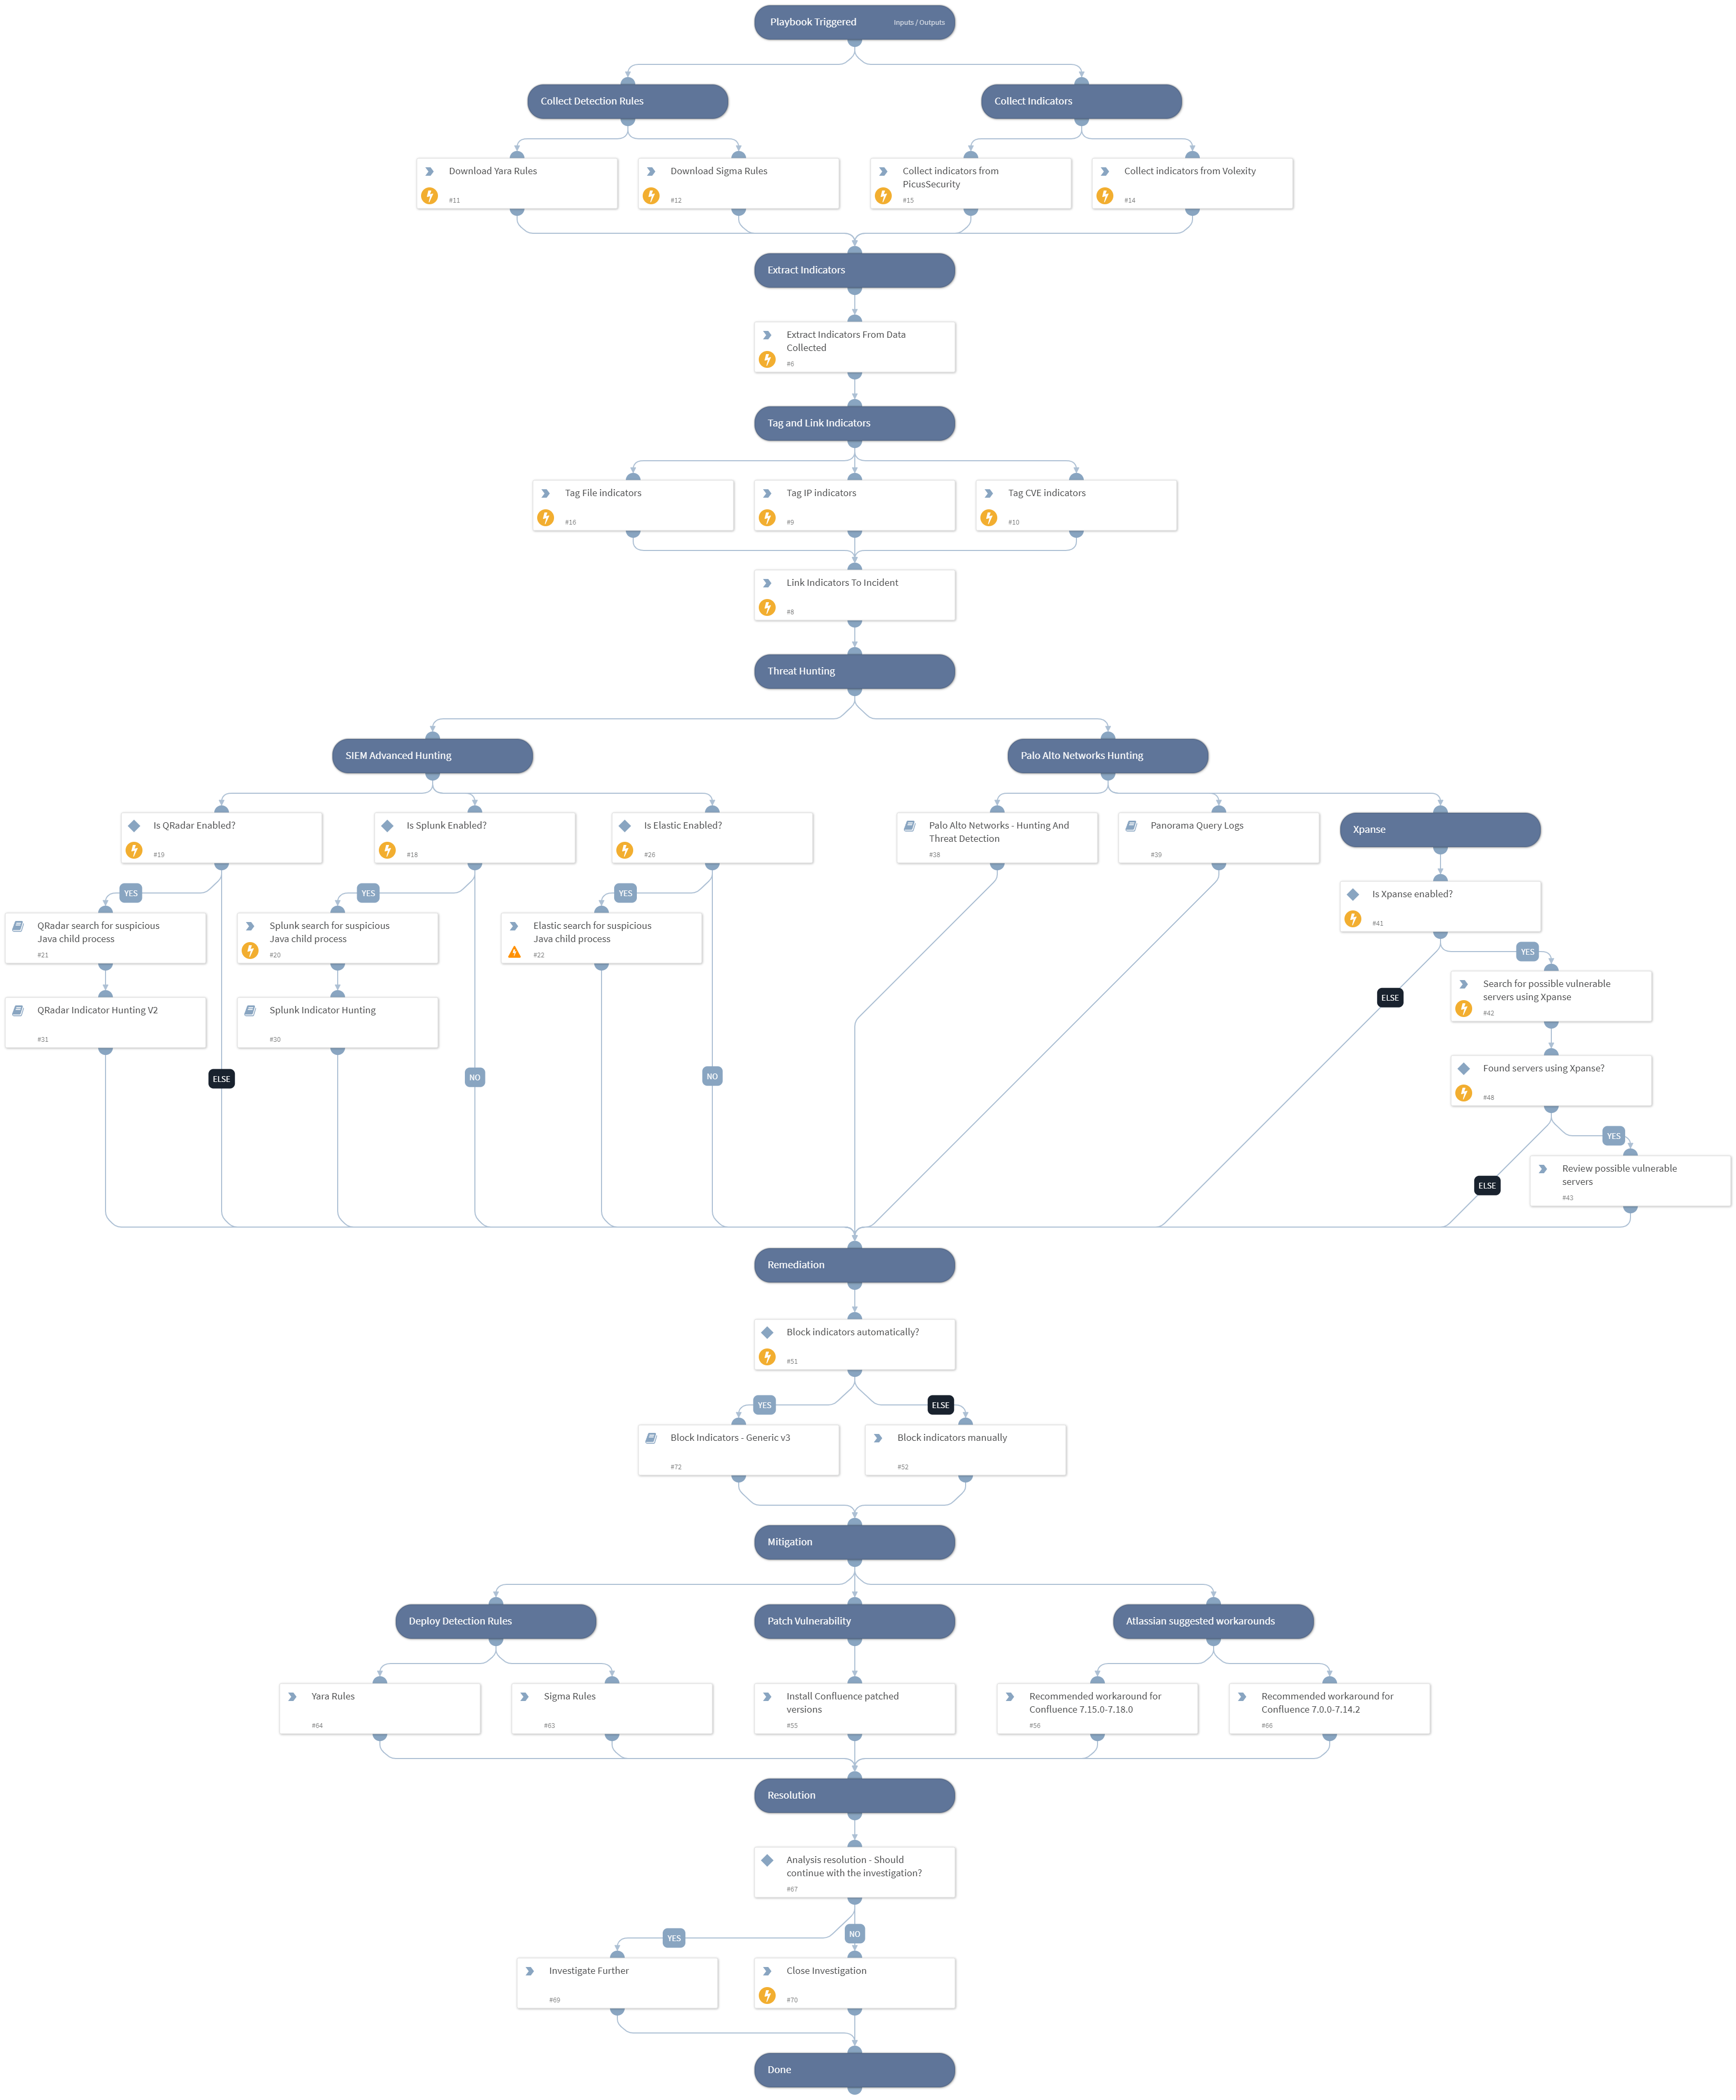 Playbook Triggered
Inputs / Outputs
Collect Detection Rules
Collect Indicators
Download Yara Rules
#11
Download Sigma Rules
#12
Collect indicators from
PicusSecurity
#15
Collect indicators from Volexity
#14
Extract Indicators
Extract Indicators From Data
Collected
#6
Tag and Link Indicators
Tag File indicators
#16
Tag IP indicators
#9
Tag CVE indicators
#10
Link Indicators To Incident
#8
Threat Hunting
SIEM Advanced Hunting
Palo Alto Networks Hunting
Is QRadar Enabled?
#19
Is Splunk Enabled?
#18
Is Elastic Enabled?
#26
Palo Alto Networks - Hunting And
Threat Detection
#38
Panorama Query Logs
#39
Xpanse
Is Xpanse enabled?
#41
YES
YES
YES
YES
QRadar search for suspicious
Java child process
#21
Splunk search for suspicious
Java child process
#20
Elastic search for suspicious
Java child process
#22
Search for possible vulnerable
servers using Xpanse
#42
ELSE
QRadar Indicator Hunting V2
#31
Splunk Indicator Hunting
#30
Found servers using Xpanse?
#48
ELSE
NO
NO
YES
Review possible vulnerable
servers
#43
ELSE
Remediation
Block indicators automatically?
#51
YES
ELSE
Block Indicators - Generic v3
#72
Block indicators manually
#52
Mitigation
Deploy Detection Rules
Patch Vulnerability
Atlassian suggested workarounds
Yara Rules
#64
Sigma Rules
#63
Install Confluence patched
versions
#55
Recommended workaround for
Confluence 7.15.0-7.18.0
#56
Recommended workaround for
Confluence 7.0.0-7.14.2
#66
Resolution
Analysis resolution - Should
continue with the investigation?
#67
YES
NO
Investigate Further
#69
Close Investigation
#70
Done